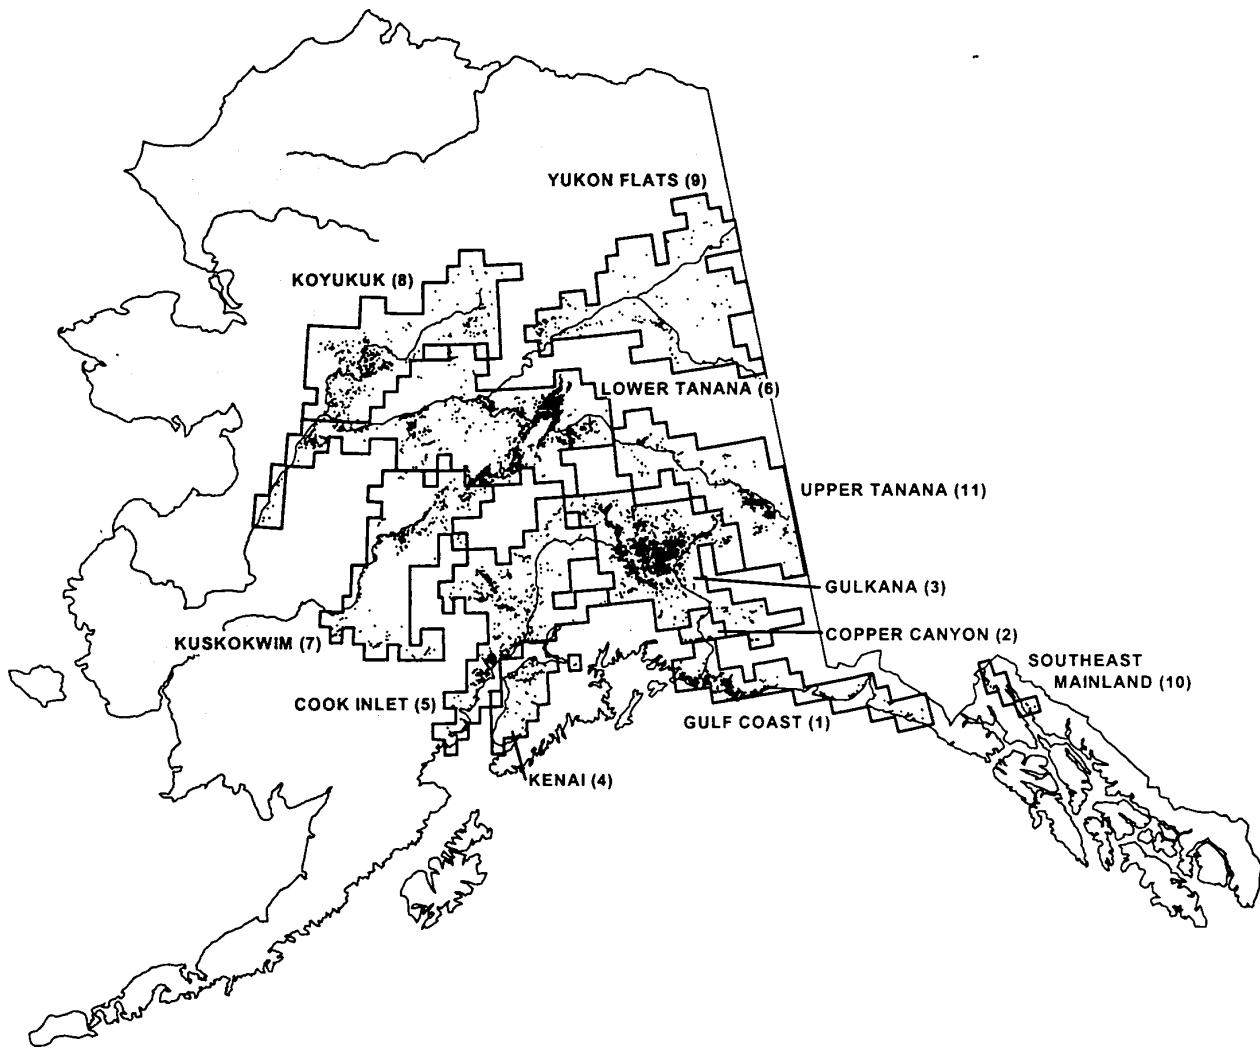 YUKON FLATS (9)
KOYUKUK (8)
LOWER TANANA (6)
UPPER TANANA (11)
GULKANA (3)
COPPER CANYON (2)
KUSKOKWIM (7)
SOUTHEAST
MAINLAND (10)
COOK INLET (5)
GULF COAST (1)
KENAI (4)